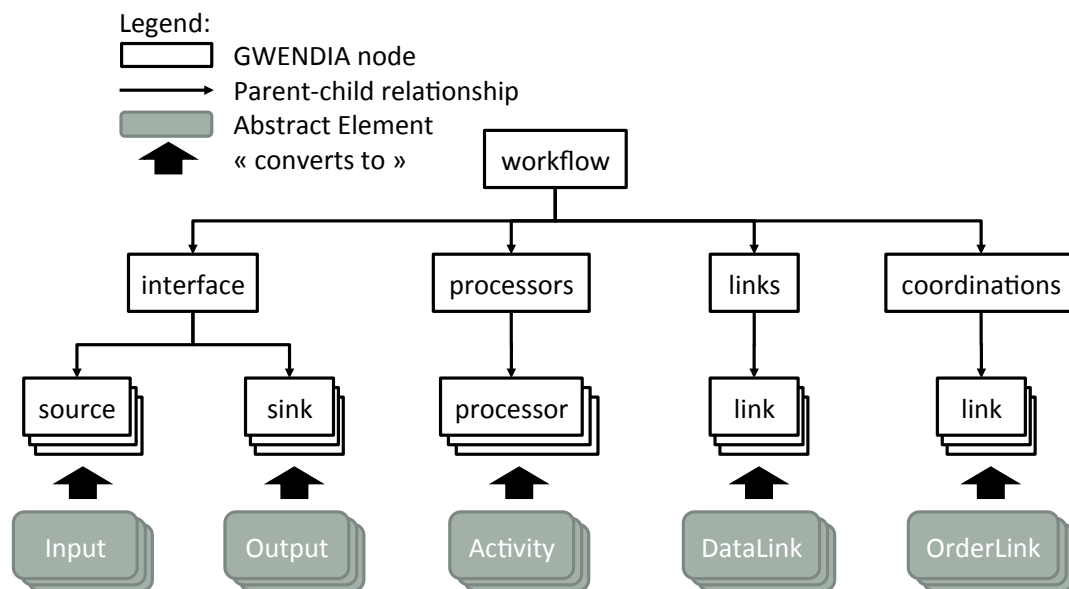 Legend:
GWENDIA node
Parent-child relationship
Abstract Element
« converts to »
workflow
interface
processors
links
coordinations
source
sink
processor
link
link
Input
Output
Activity
DataLink
OrderLink